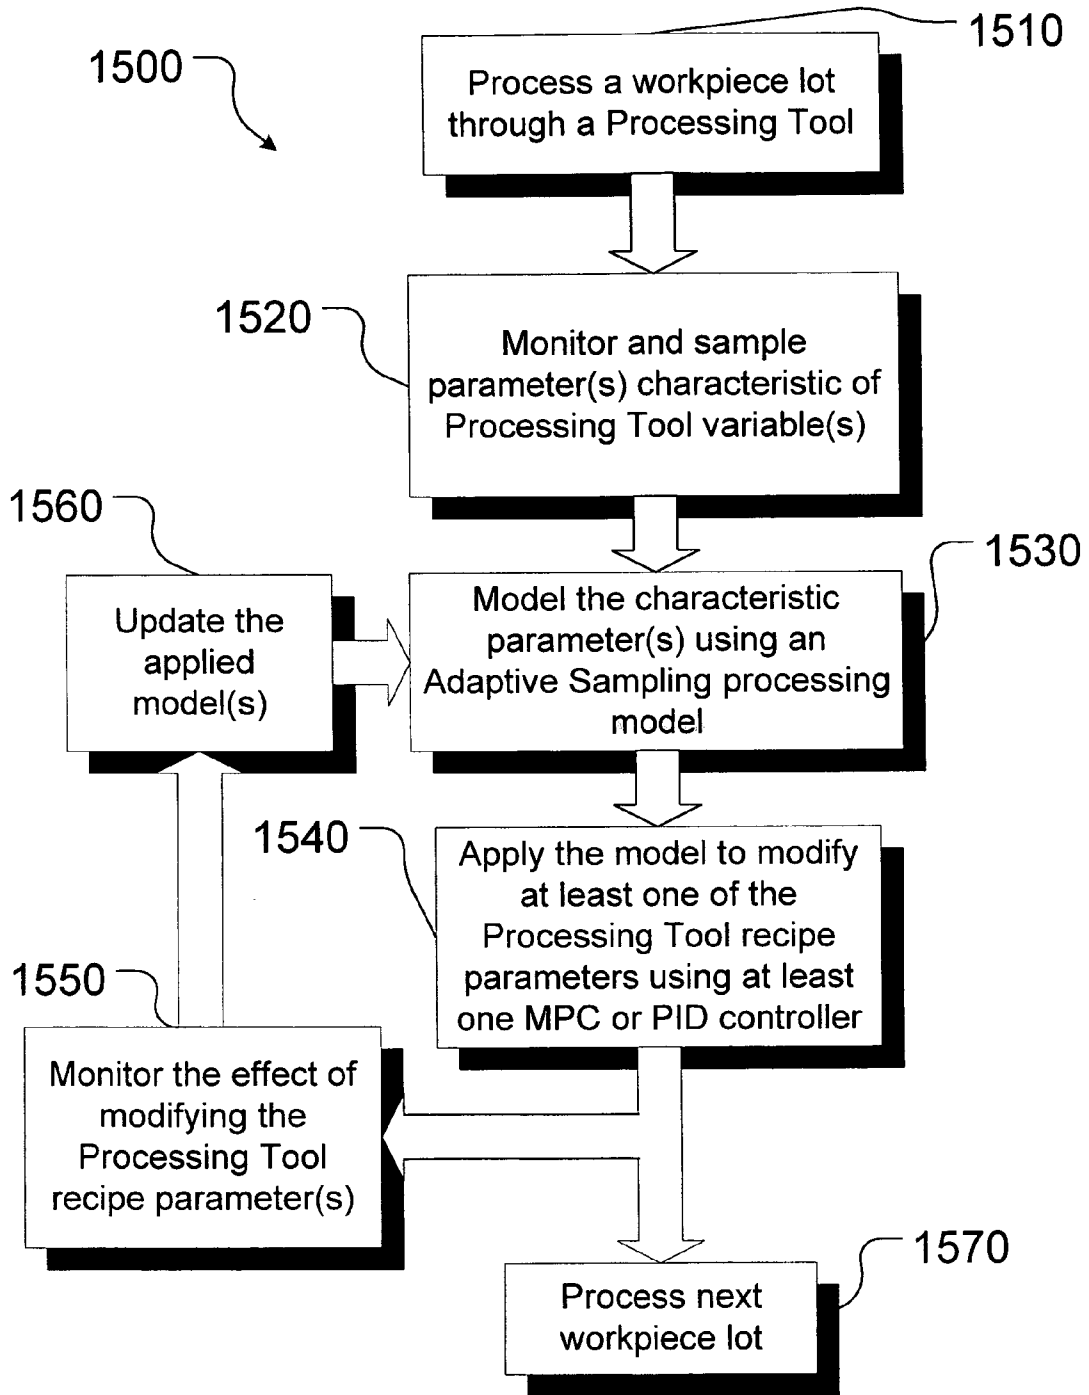 1510
1500
Process a workpiece lot
through a Processing Tool
1520
Monitor and sample
parameter(s) characteristic of
Processing Tool variable(s)
1560
1530
Update the
applied
model(s)
Model the characteristic
parameter(s) using an
Adaptive Sampling processing
model
1540
Apply the model to modify
at least one of the
Processing Tool recipe
parameters using at least
one MPC or PID controller
1550
Monitor the effect of
modifying the
Processing Tool
recipe parameter(s)
1570
Process next
workpiece lot